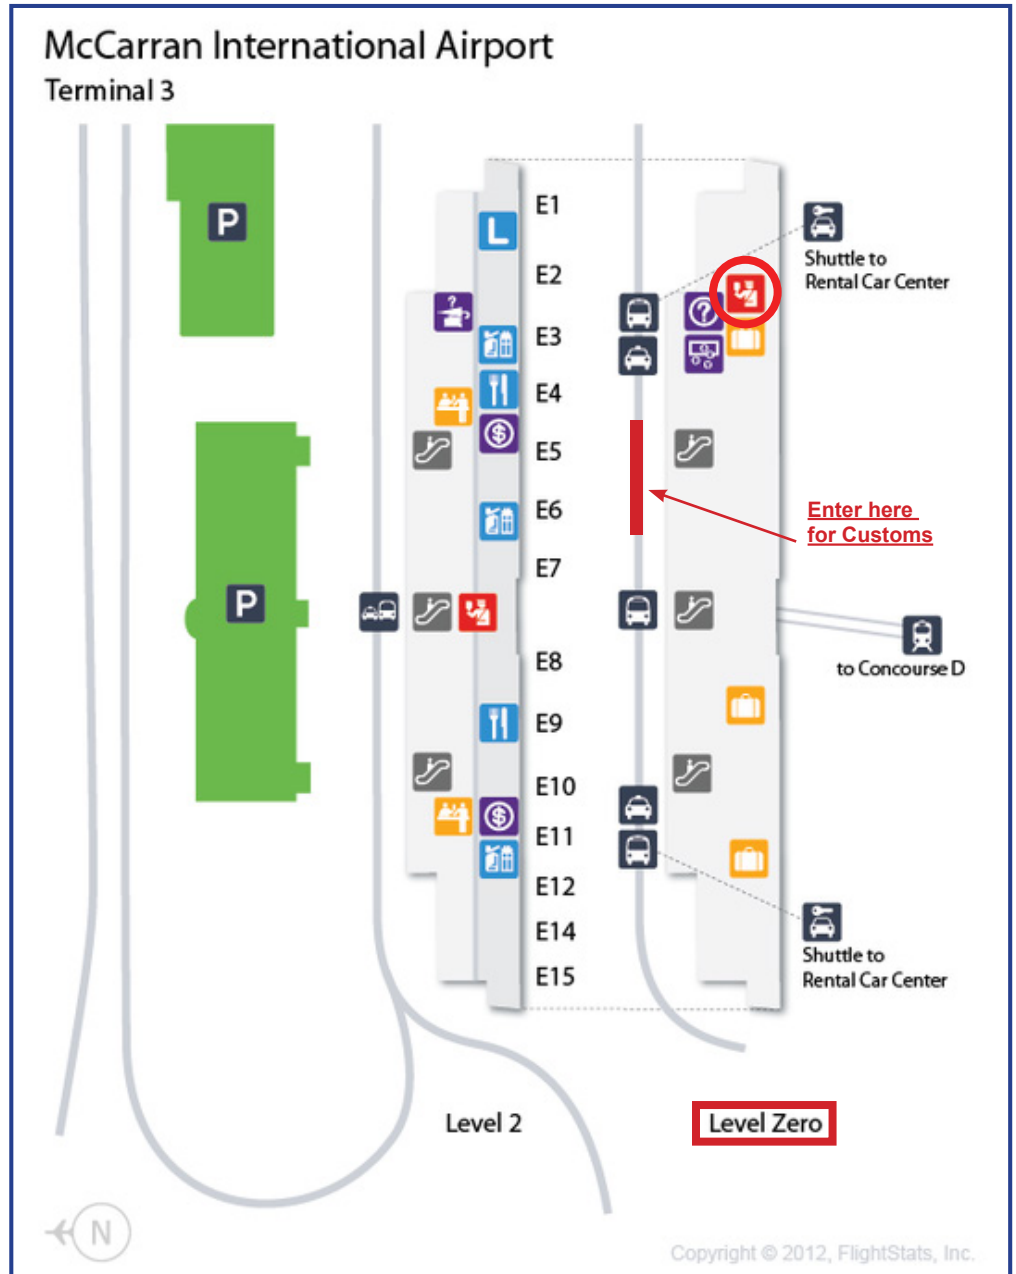 McCarran International Airport
Terminal 3
P
L
E1
E2
Shuttle to
Rental Car Center
?
?
E3
E4
$
E5
E6
Enter here
for Customs
E7
P
E8
to Concourse D
E9
E10
$
E11
E12
E14
Shuttle to
Rental Car Center
E15
Level 2
Level Zero
N
Copyright © 2012, FlightStats, Inc.